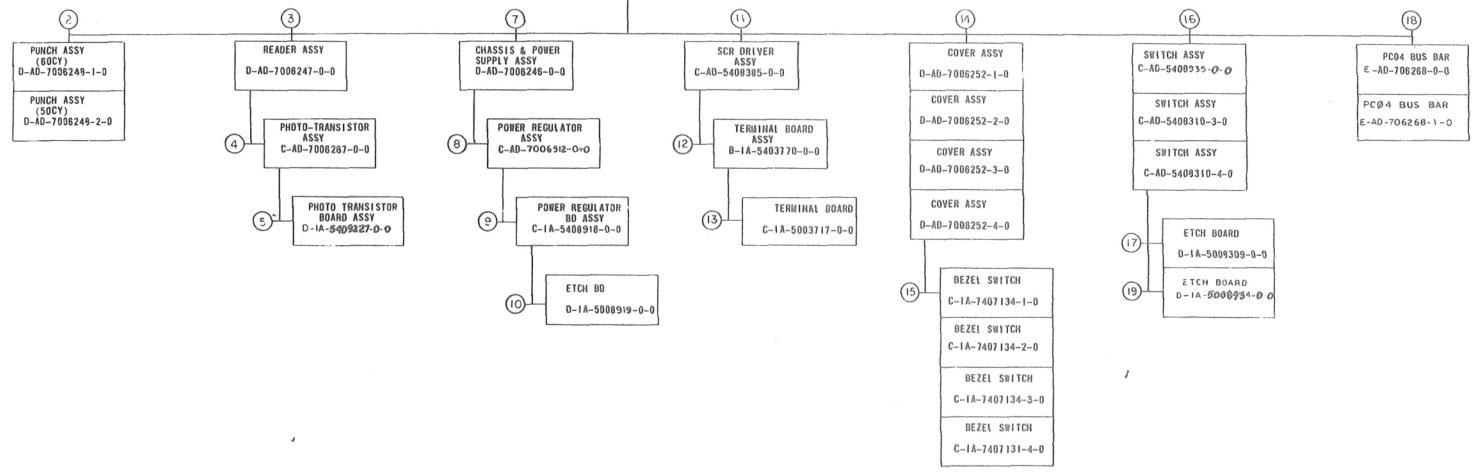 2
PUNCH ASSY
(60CY)
D-AD-7006248-1-0
PUNCH ASSY
(50CY)
D-AD-7006248-2-0
3
READER ASSY
D-AD-7006247-0-0
4
PHOTO-TRANSISTOR
ASSY
C-AD-7006267-0-0
5
PHOTO TRANSISTOR
BOARD ASSY
D-IA-5409227-0-0
7
CHASSIS & POWER
SUPPLY ASSY
D-AD-7006246-0-0
8
POWER REGULATOR
ASSY
C-AD-7006512-0-0
9
POWER REGULATOR
BD ASSY
C-IA-5408918-0-0
10
ETCH BD
D-IA-5008919-0-0
11
SCR DRIVER
ASSY
C-AD-5408385-0-0
12
TERMINAL BOARD
ASSY
B-IA-5403770-0-0
13
TERMINAL BOARD
C-IA-5003717-0-0
14
COVER ASSY
D-AD-7006252-1-0
COVER ASSY
D-AD-7006252-2-0
COVER ASSY
D-AD-7006252-3-0
COVER ASSY
D-AD-7006252-4-0
15
BEZEL SWITCH
C-IA-7407134-1-0
BEZEL SWITCH
C-IA-7407134-2-0
BEZEL SWITCH
C-IA-7407134-3-0
BEZEL SWITCH
C-IA-7407131-4-0
16
SWITCH ASSY
C-AD-5408935-0-0
SWITCH ASSY
C-AD-5408310-3-0
SWITCH ASSY
C-AD-5408310-4-0
17
ETCH BOARD
D-IA-5008309-0-0
19
ETCH BOARD
D-IA-5008934-0 0
18
PC04 BUS BAR
E-AD-706268-0-0
PCØ4 BUS BAR
E-AD-706268-1-0